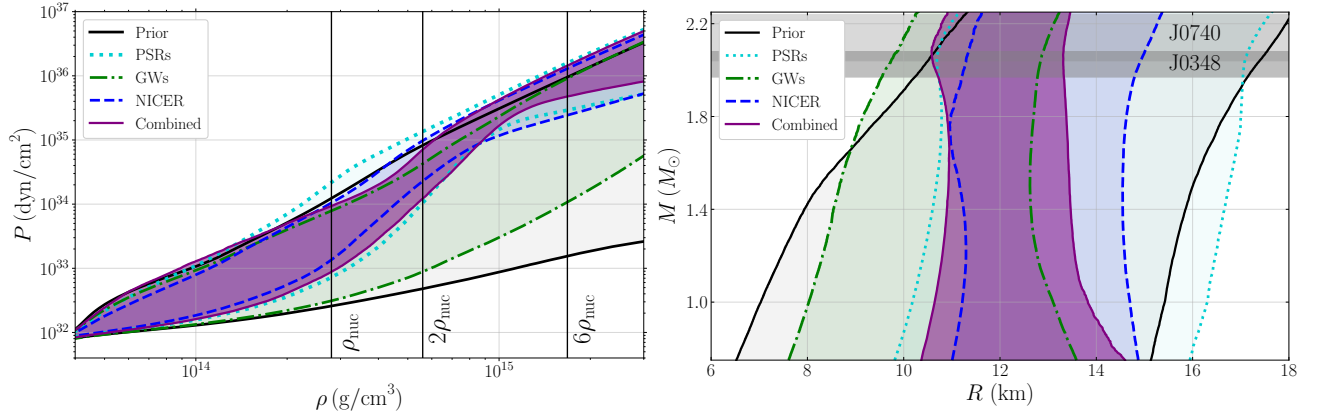 10^37
10^36
10^35
10^34
10^33
10^32
P (dyn/cm^2)
Prior
PSRs
GWs
NICER
Combined
ρ_nuc
2ρ_nuc
6ρ_nuc
10^14
10^15
ρ (g/cm^3)
2.2
1.8
1.4
1.0
M (M_⊙)
Prior
PSRs
GWs
NICER
Combined
J0740
J0348
6
8
10
12
14
16
18
R (km)